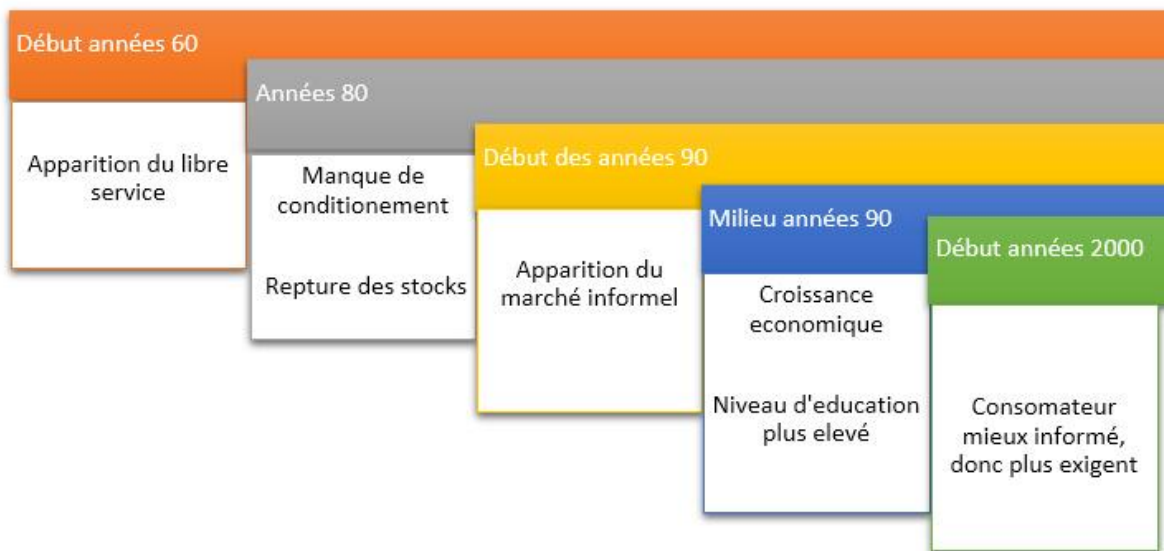 Début années 60
Apparition du libre
service
Années 80
Manque de
conditionement
Repture des stocks
Début des années 90
Apparition du
marché informel
Milieu années 90
Croissance
economique
Niveau d'education
plus elevé
Début années 2000
Consomateur
mieux informé,
donc plus exigent